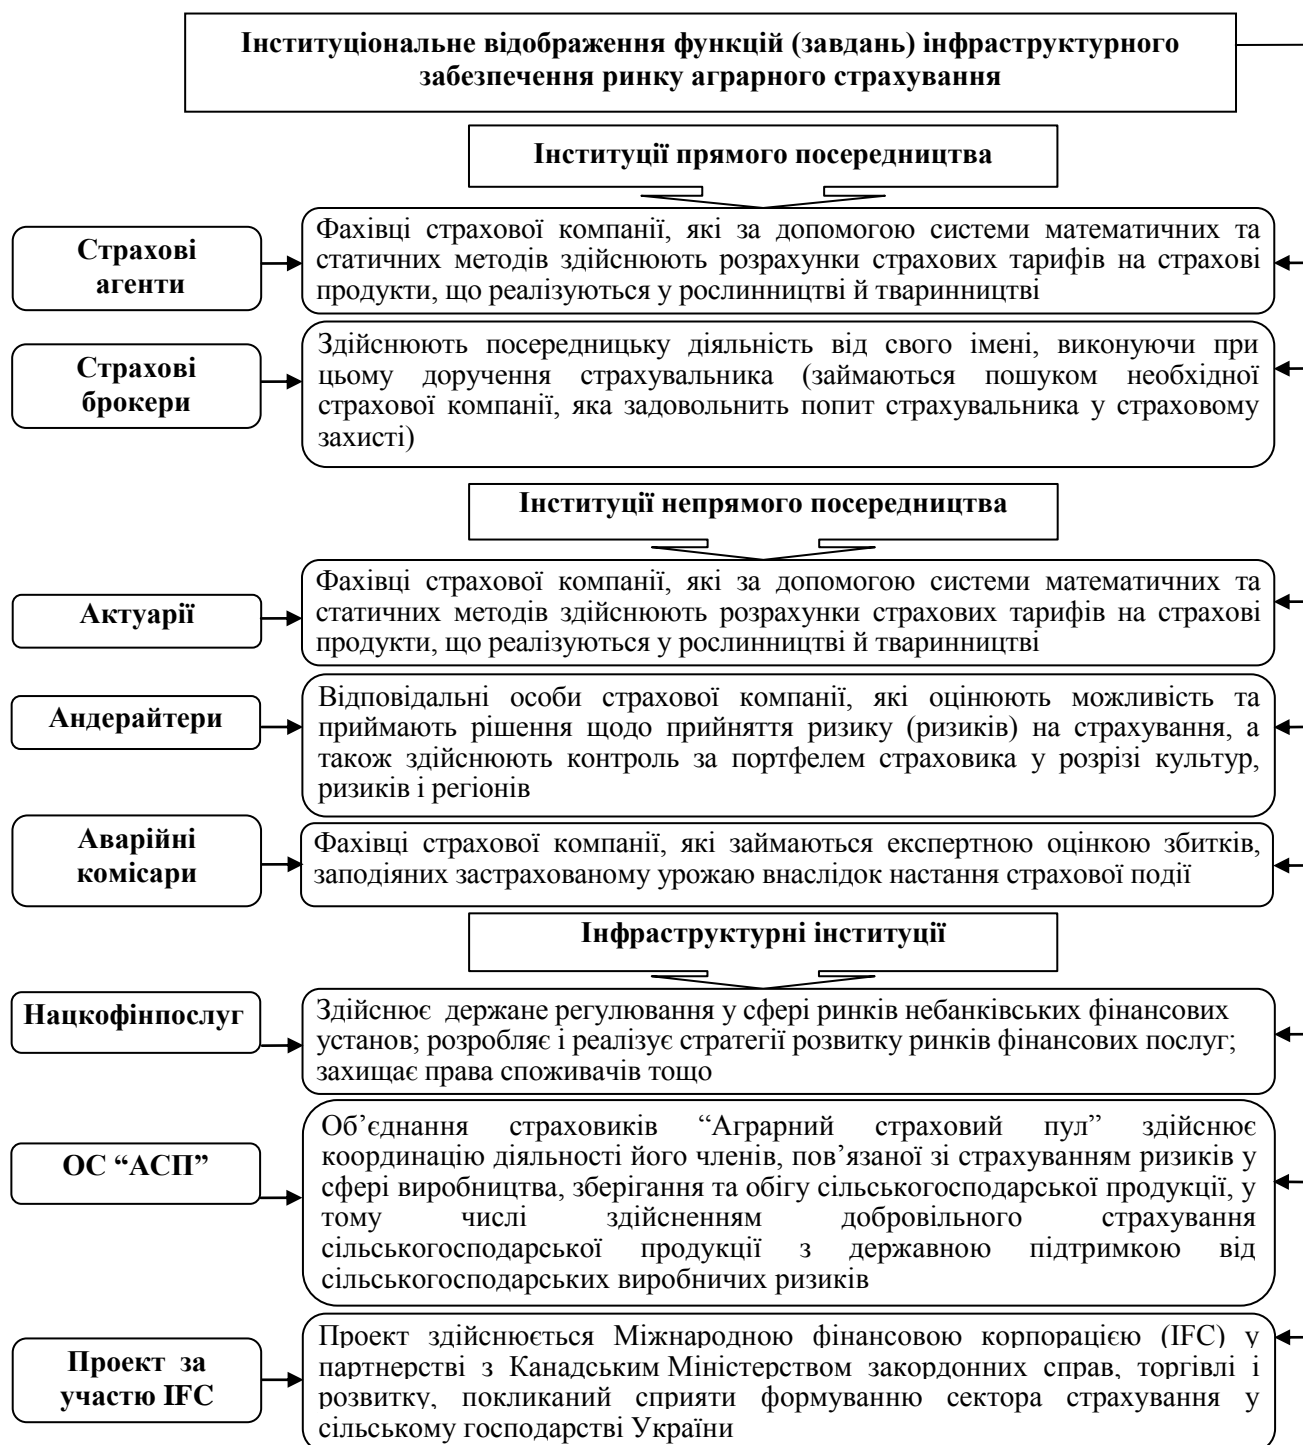 Інституціональне відображення функцій (завдань) інфраструктурного
забезпечення ринку аграрного страхування
Інституції прямого посередництва
Страхові
агенти
Фахівці страхової компанії, які за допомогою системи математичних та
статичних методів здійснюють розрахунки страхових тарифів на страхові
продукти, що реалізуються у рослинництві й тваринництві
Страхові
брокери
Здійснюють посередницьку діяльність від свого імені, виконуючи при
цьому доручення страхувальника (займаються пошуком необхідної
страхової компанії, яка задовольнить попит страхувальника у страховому
захисті)
Інституції непрямого посередництва
Актуарії
Фахівці страхової компанії, які за допомогою системи математичних та
статичних методів здійснюють розрахунки страхових тарифів на страхові
продукти, що реалізуються у рослинництві й тваринництві
Андерайтери
Відповідальні особи страхової компанії, які оцінюють можливість та
приймають рішення щодо прийняття ризику (ризиків) на страхування, а
також здійснюють контроль за портфелем страховика у розрізі культур,
ризиків і регіонів
Аварійні
комісари
Фахівці страхової компанії, які займаються експертною оцінкою збитків,
заподіяних застрахованому урожаю внаслідок настання страхової події
Інфраструктурні інституції
Нацкофінпослуг
Здійснює держане регулювання у сфері ринків небанківських фінансових
установ; розробляє і реалізує стратегії розвитку ринків фінансових послуг;
захищає права споживачів тощо
ОС “АСП”
Об’єднання страховиків “Аграрний страховий пул” здійснює
координацію діяльності його членів, пов’язаної зі страхуванням ризиків у
сфері виробництва, зберігання та обігу сільськогосподарської продукції, у
тому числі здійсненням добровільного страхування
сільськогосподарської продукції з державною підтримкою від
сільськогосподарських виробничих ризиків
Проект за
участю IFC
Проект здійснюється Міжнародною фінансовою корпорацією (IFC) у
партнерстві з Канадським Міністерством закордонних справ, торгівлі і
розвитку, покликаний сприяти формуванню сектора страхування у
сільському господарстві України